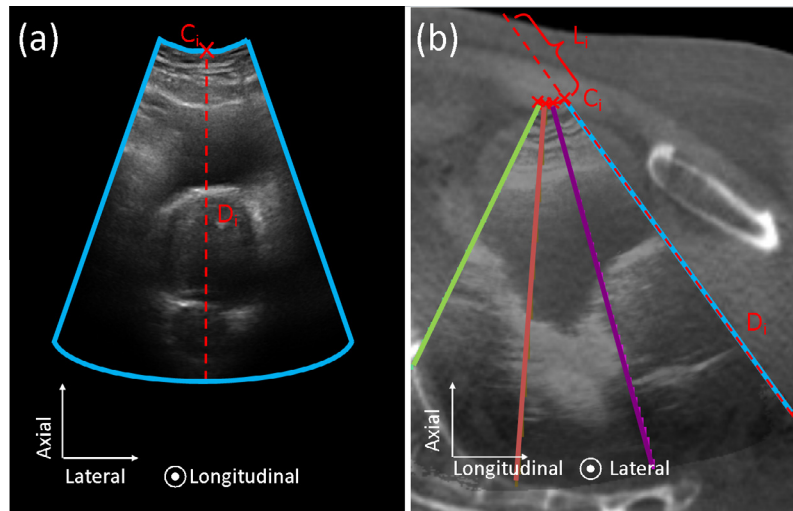 (a)
Cᵢ
Dᵢ
Axial
Lateral
Longitudinal
(b)
Lᵢ
Cᵢ
Dᵢ
Axial
Longitudinal
Lateral